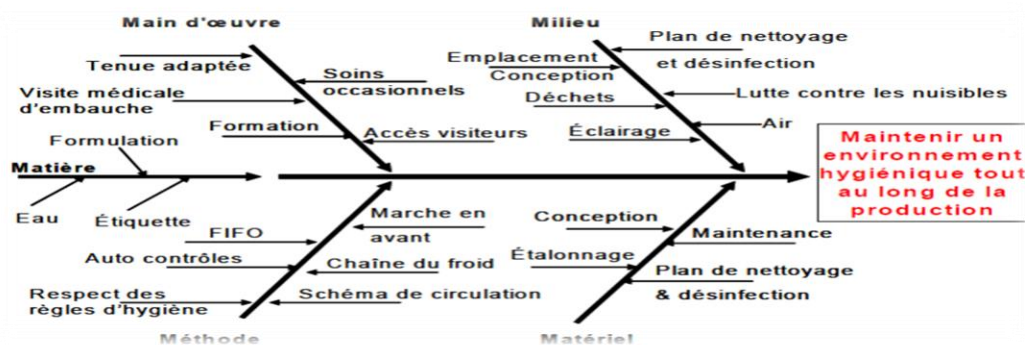 Main d'œuvre
Milieu
Tenue adaptée
Soins
occasionnels
Visite médicale
d'embauche
Formation
Accès visiteurs
Emplacement
Conception
Déchets
Éclairage
Plan de nettoyage
et désinfection
Lutte contre les nuisibles
Air
Formulation
Matière
Eau
Étiquette
Maintenir un
environnement
hygiénique tout
au long de la
production
FIFO
Auto contrôles
Respect des
règles d'hygiène
Marche en
avant
Chaîne du froid
Schéma de circulation
Conception
Étalonnage
Maintenance
Plan de nettoyage
& désinfection
Méthode
Matériel